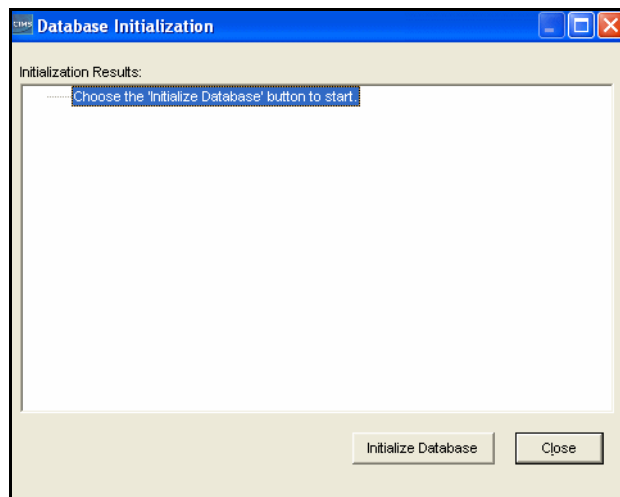 CIMS Database Initialization
Initialization Results:
Choose the 'Initialize Database' button to start.
Initialize Database Close